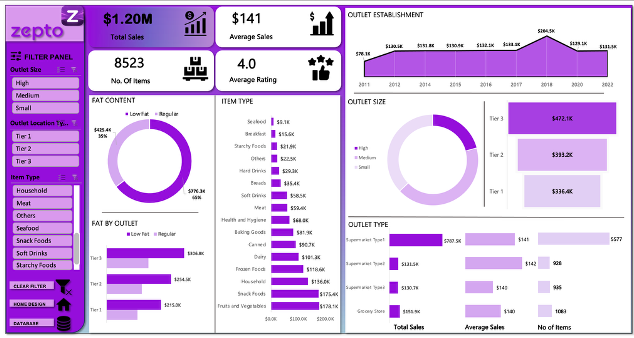 zepto
Z
FILTER PANEL
Outlet Size
High
Medium
Small
Outlet Location Ty...
Tier 1
Tier 2
Tier 3
Item Type
Household
Meat
Others
Seafood
Snack Foods
Soft Drinks
Starchy Foods
CLEAR FILTER
HOME DESIGN
DATABASE
$1.20M
Total Sales
$141
Average Sales
8523
No. Of Items
4.0
Average Rating
FAT CONTENT
Low Fat Regular
$425.4K
35%
$776.3K
65%
FAT BY OUTLET
Low Fat Regular
Tier 3 $306.8K
Tier 2 $254.5K
Tier 1 $215.0K
ITEM TYPE
Seafood $9.1K
Breakfast $15.6K
Starchy Foods $21.9K
Others $22.5K
Hard Drinks $29.3K
Breads $35.4K
Soft Drinks $58.5K
Meat $59.4K
Health and Hygiene $68.0K
Baking Goods $81.9K
Canned $90.7K
Dairy $101.3K
Frozen Foods $118.6K
Household $136.0K
Snack Foods $175.4K
Fruits and Vegetables $178.1K
$0.0K $100.0K $200.0K
OUTLET ESTABLISHMENT
$78.1K $130.5K $131.8K $130.9K $132.1K $133.1K $204.5K $129.1K $131.5K
2011 2012 2014 2015 2016 2017 2018 2020 2022
OUTLET SIZE
High
Medium
Small
Tier 3 $472.1K
Tier 2 $393.2K
Tier 1 $336.4K
OUTLET TYPE
Supermarket Type1 $787.5K 141 5577
Supermarket Type2 $131.5K 142 928
Supermarket Type3 $130.7K $140 935
Grocery Store $151.9K $140 1083
Total Sales Average Sales No of Items